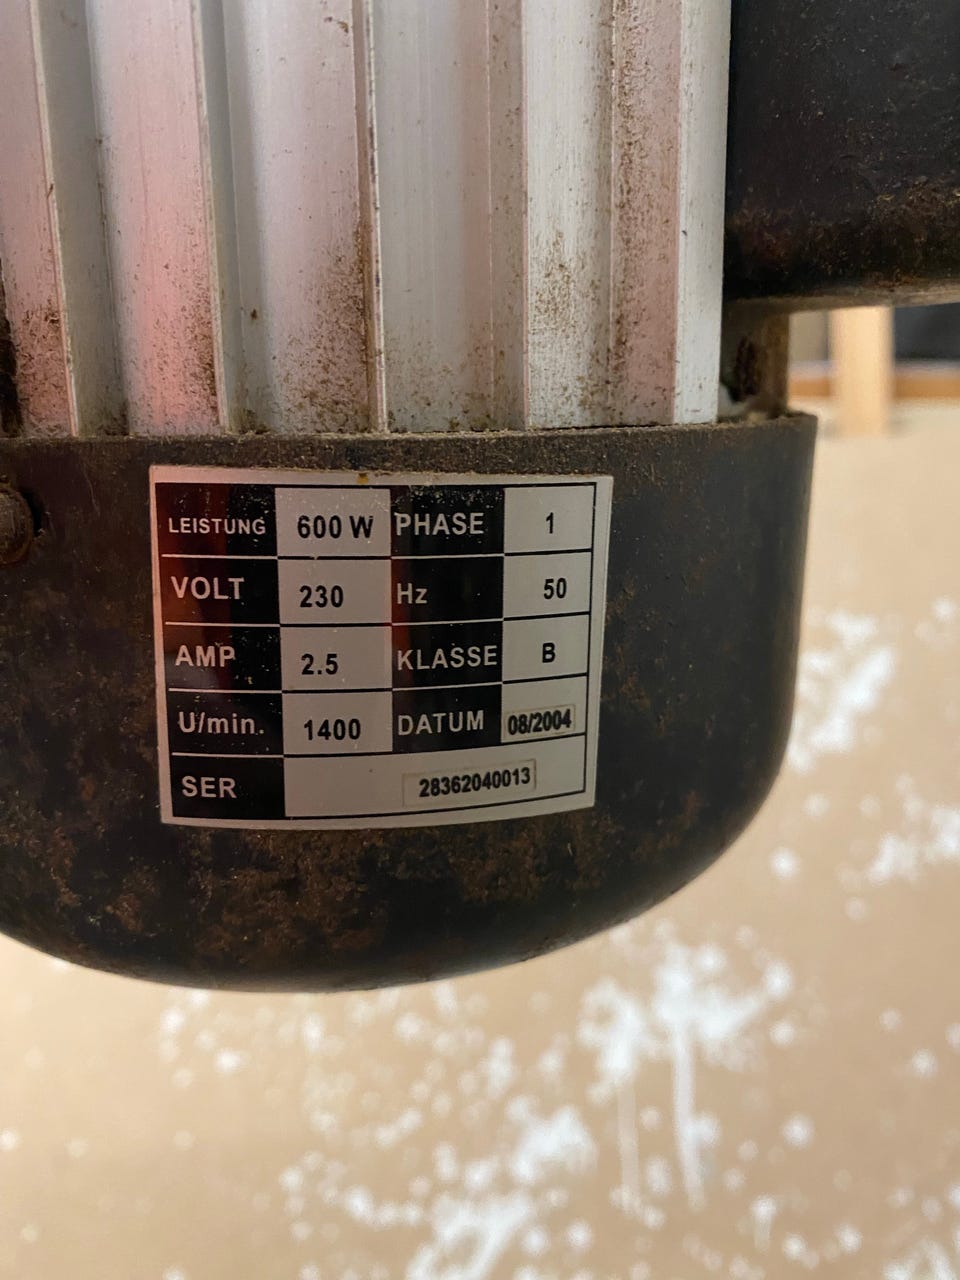 LEISTUNG 600 W PHASE 1
VOLT 230 Hz 50
AMP 2.5 KLASSE B
U/min. 1400 DATUM 08/2004
SER 28362040013